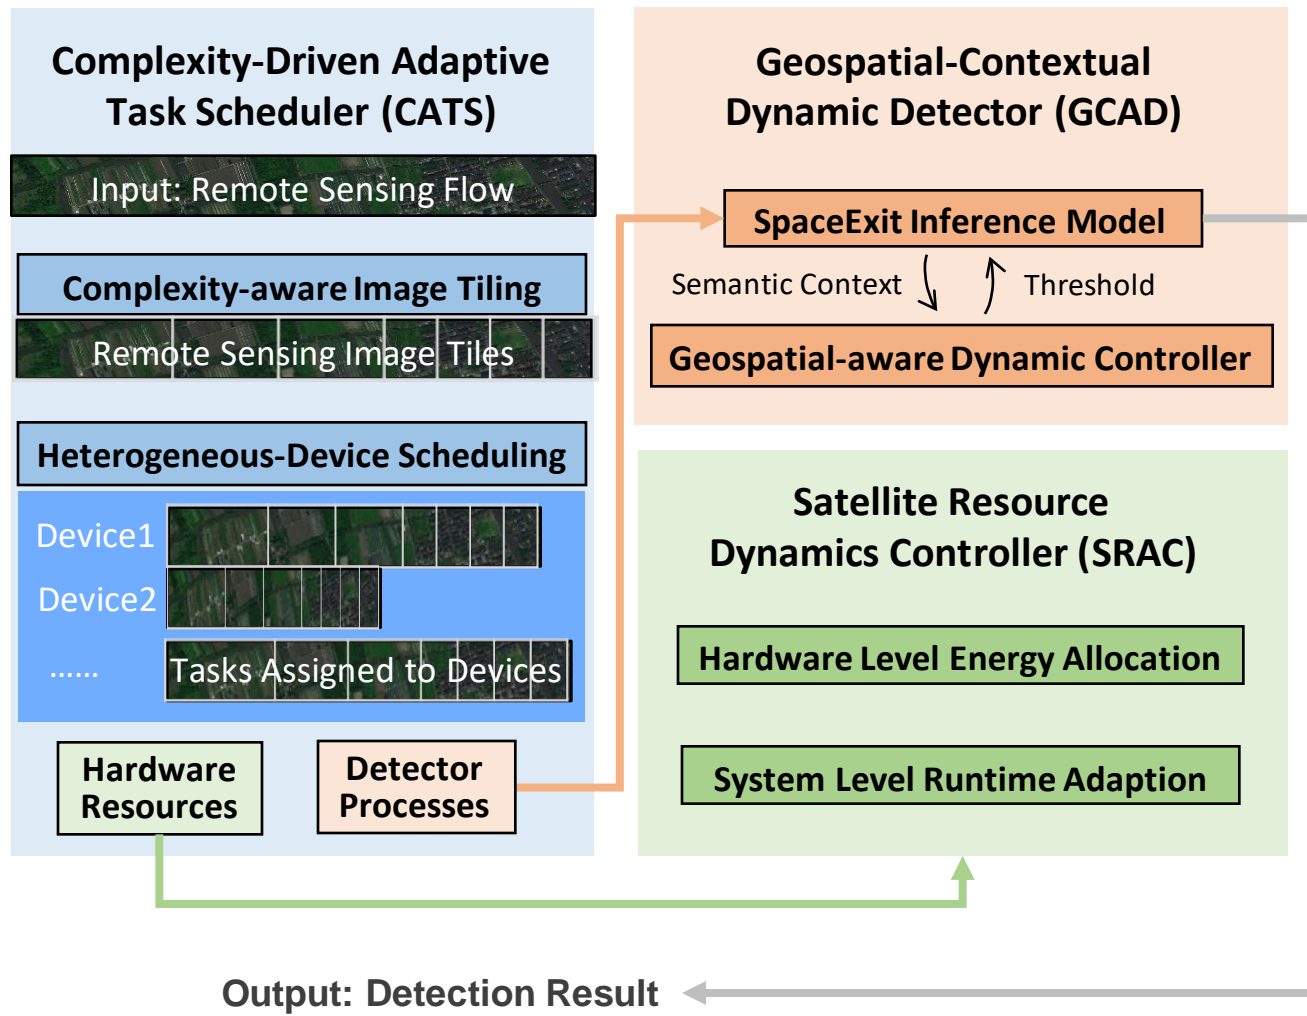 Complexity-Driven Adaptive
Task Scheduler (CATS)
Input: Remote Sensing Flow
Complexity-aware Image Tiling
Remote Sensing Image Tiles
Heterogeneous-Device Scheduling
Device1
Device2
......
Tasks Assigned to Devices
Hardware
Resources
Detector
Processes
Geospatial-Contextual
Dynamic Detector (GCAD)
SpaceExit Inference Model
Semantic Context
Threshold
Geospatial-aware Dynamic Controller
Satellite Resource
Dynamics Controller (SRAC)
Hardware Level Energy Allocation
System Level Runtime Adaption
Output: Detection Result